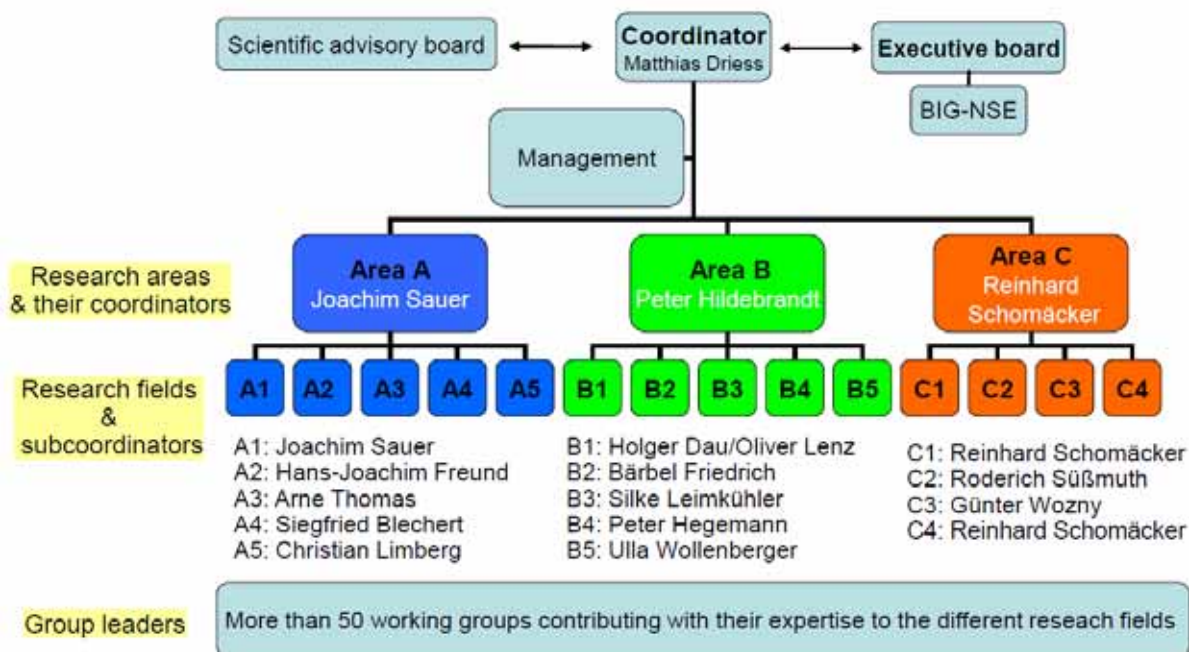 Scientific advisory board
Coordinator
Matthias Driess
Executive board
BIG-NSE
Management
Research areas
& their coordinators
Area A
Joachim Sauer
Area B
Peter Hildebrandt
Area C
Reinhard
Schomäcker
Research fields
&
subcoordinators
A1 A2 A3 A4 A5 B1 B2 B3 B4 B5 C1 C2 C3 C4
A1: Joachim Sauer
A2: Hans-Joachim Freund
A3: Arne Thomas
A4: Siegfried Blechert
A5: Christian Limberg
B1: Holger Dau/Oliver Lenz
B2: Bärbel Friedrich
B3: Silke Leimkühler
B4: Peter Hegemann
B5: Ulla Wollenberger
C1: Reinhard Schomäcker
C2: Roderich Süßmuth
C3: Günter Wozny
C4: Reinhard Schomäcker
Group leaders
More than 50 working groups contributing with their expertise to the different reseach fields